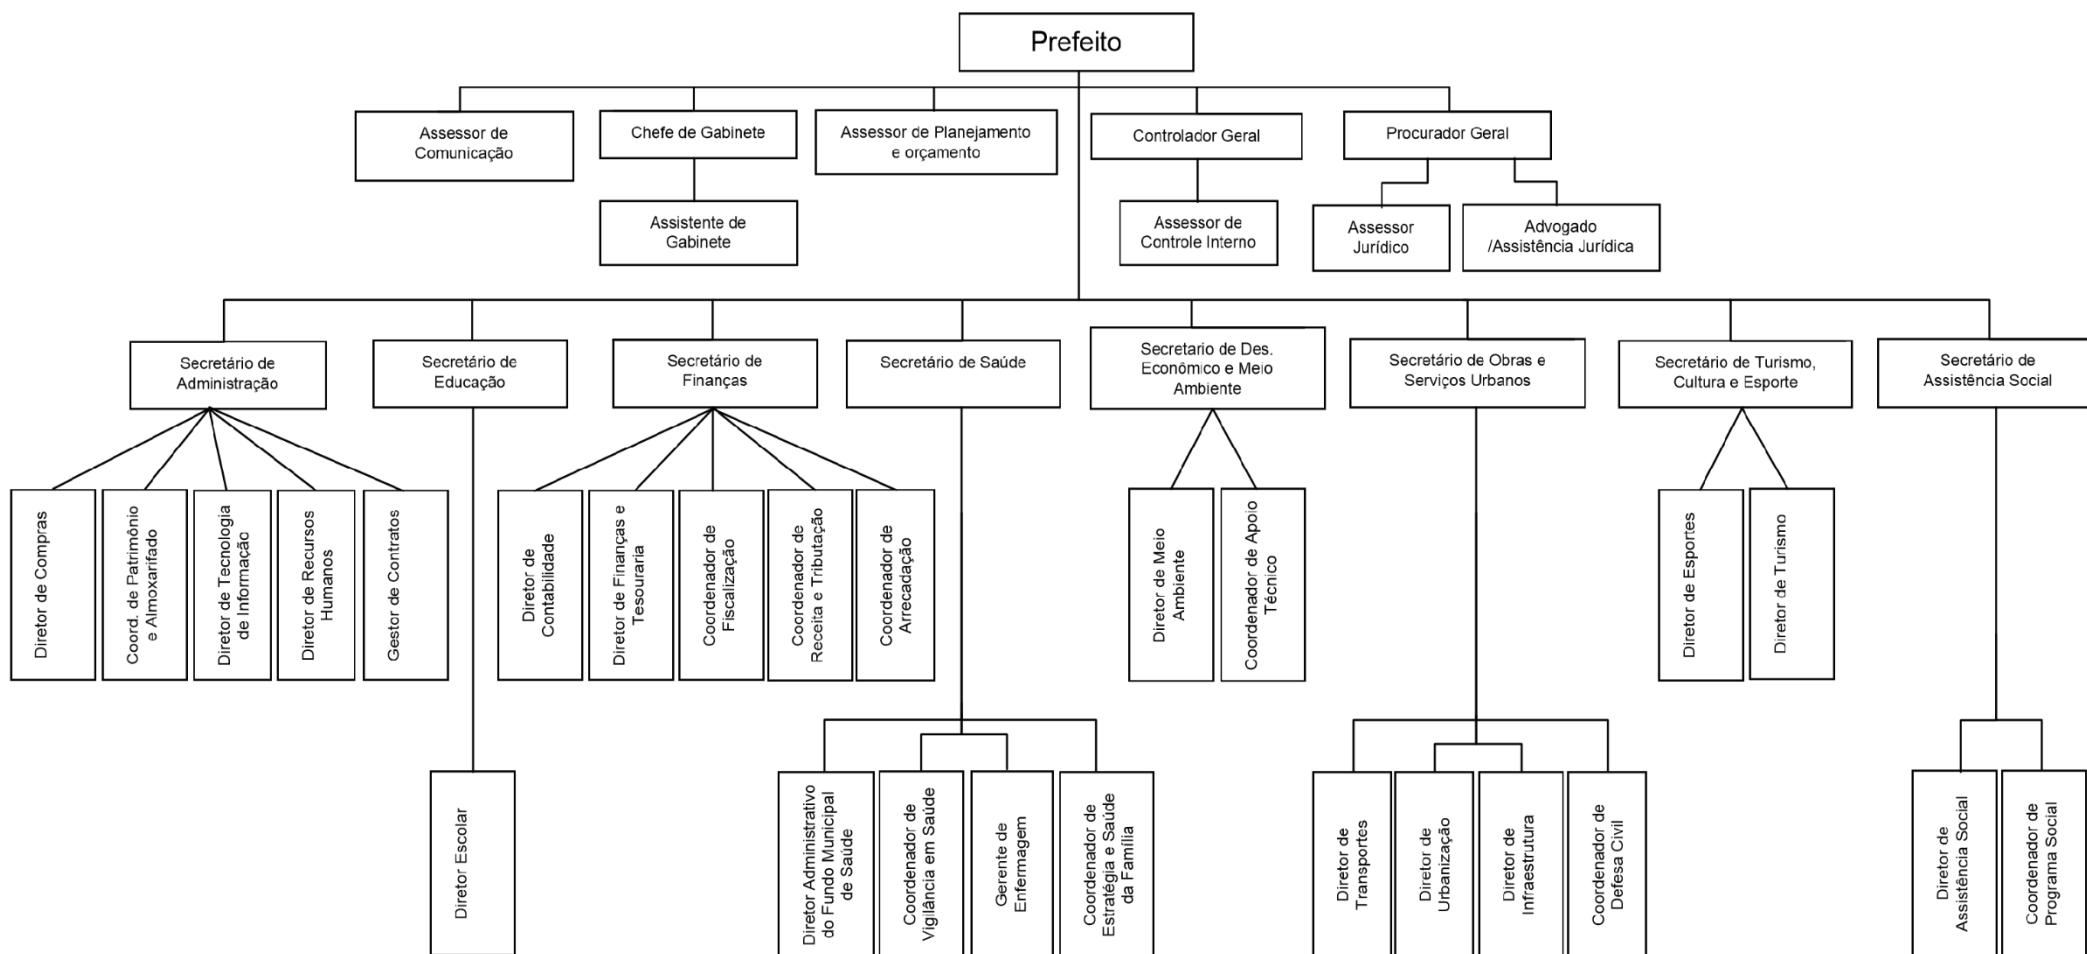 Prefeito
Assessor de
Comunicação
Chefe de Gabinete
Assessor de Planejamento
e orçamento
Controlador Geral
Procurador Geral
Assistente de
Gabinete
Assessor de
Controle Interno
Assessor
Jurídico
Advogado
/Assistência Jurídica
Secretário de
Administração
Secretário de
Educação
Secretário de
Finanças
Secretário de Saúde
Secretario de Des.
Econômico e Meio
Ambiente
Secretário de Obras e
Serviços Urbanos
Secretário de Turismo,
Cultura e Esporte
Secretário de
Assistência Social
Diretor de Compras
Coord. de Patrimônio
e Almoxarifado
Diretor de Tecnologia
de Informação
Diretor de Recursos
Humanos
Gestor de Contratos
Diretor de
Contabilidade
Diretor de Finanças e
Tesouraria
Coordenador de
Fiscalização
Coordenador de
Receita e Tributação
Coordenador de
Arrecadação
Diretor de Meio
Ambiente
Coordenador de Apoio
Técnico
Diretor de Esportes
Diretor de Turismo
Diretor Escolar
Diretor Administrativo
do Fundo Municipal
de Saúde
Coordenador de
Vigilância em Saúde
Gerente de
Enfermagem
Coordenador de
Estratégia e Saúde
da Família
Diretor de
Transportes
Diretor de
Urbanização
Diretor de
Infraestrutura
Coordenador de
Defesa Civil
Diretor de
Assistência Social
Coordenador de
Programa Social